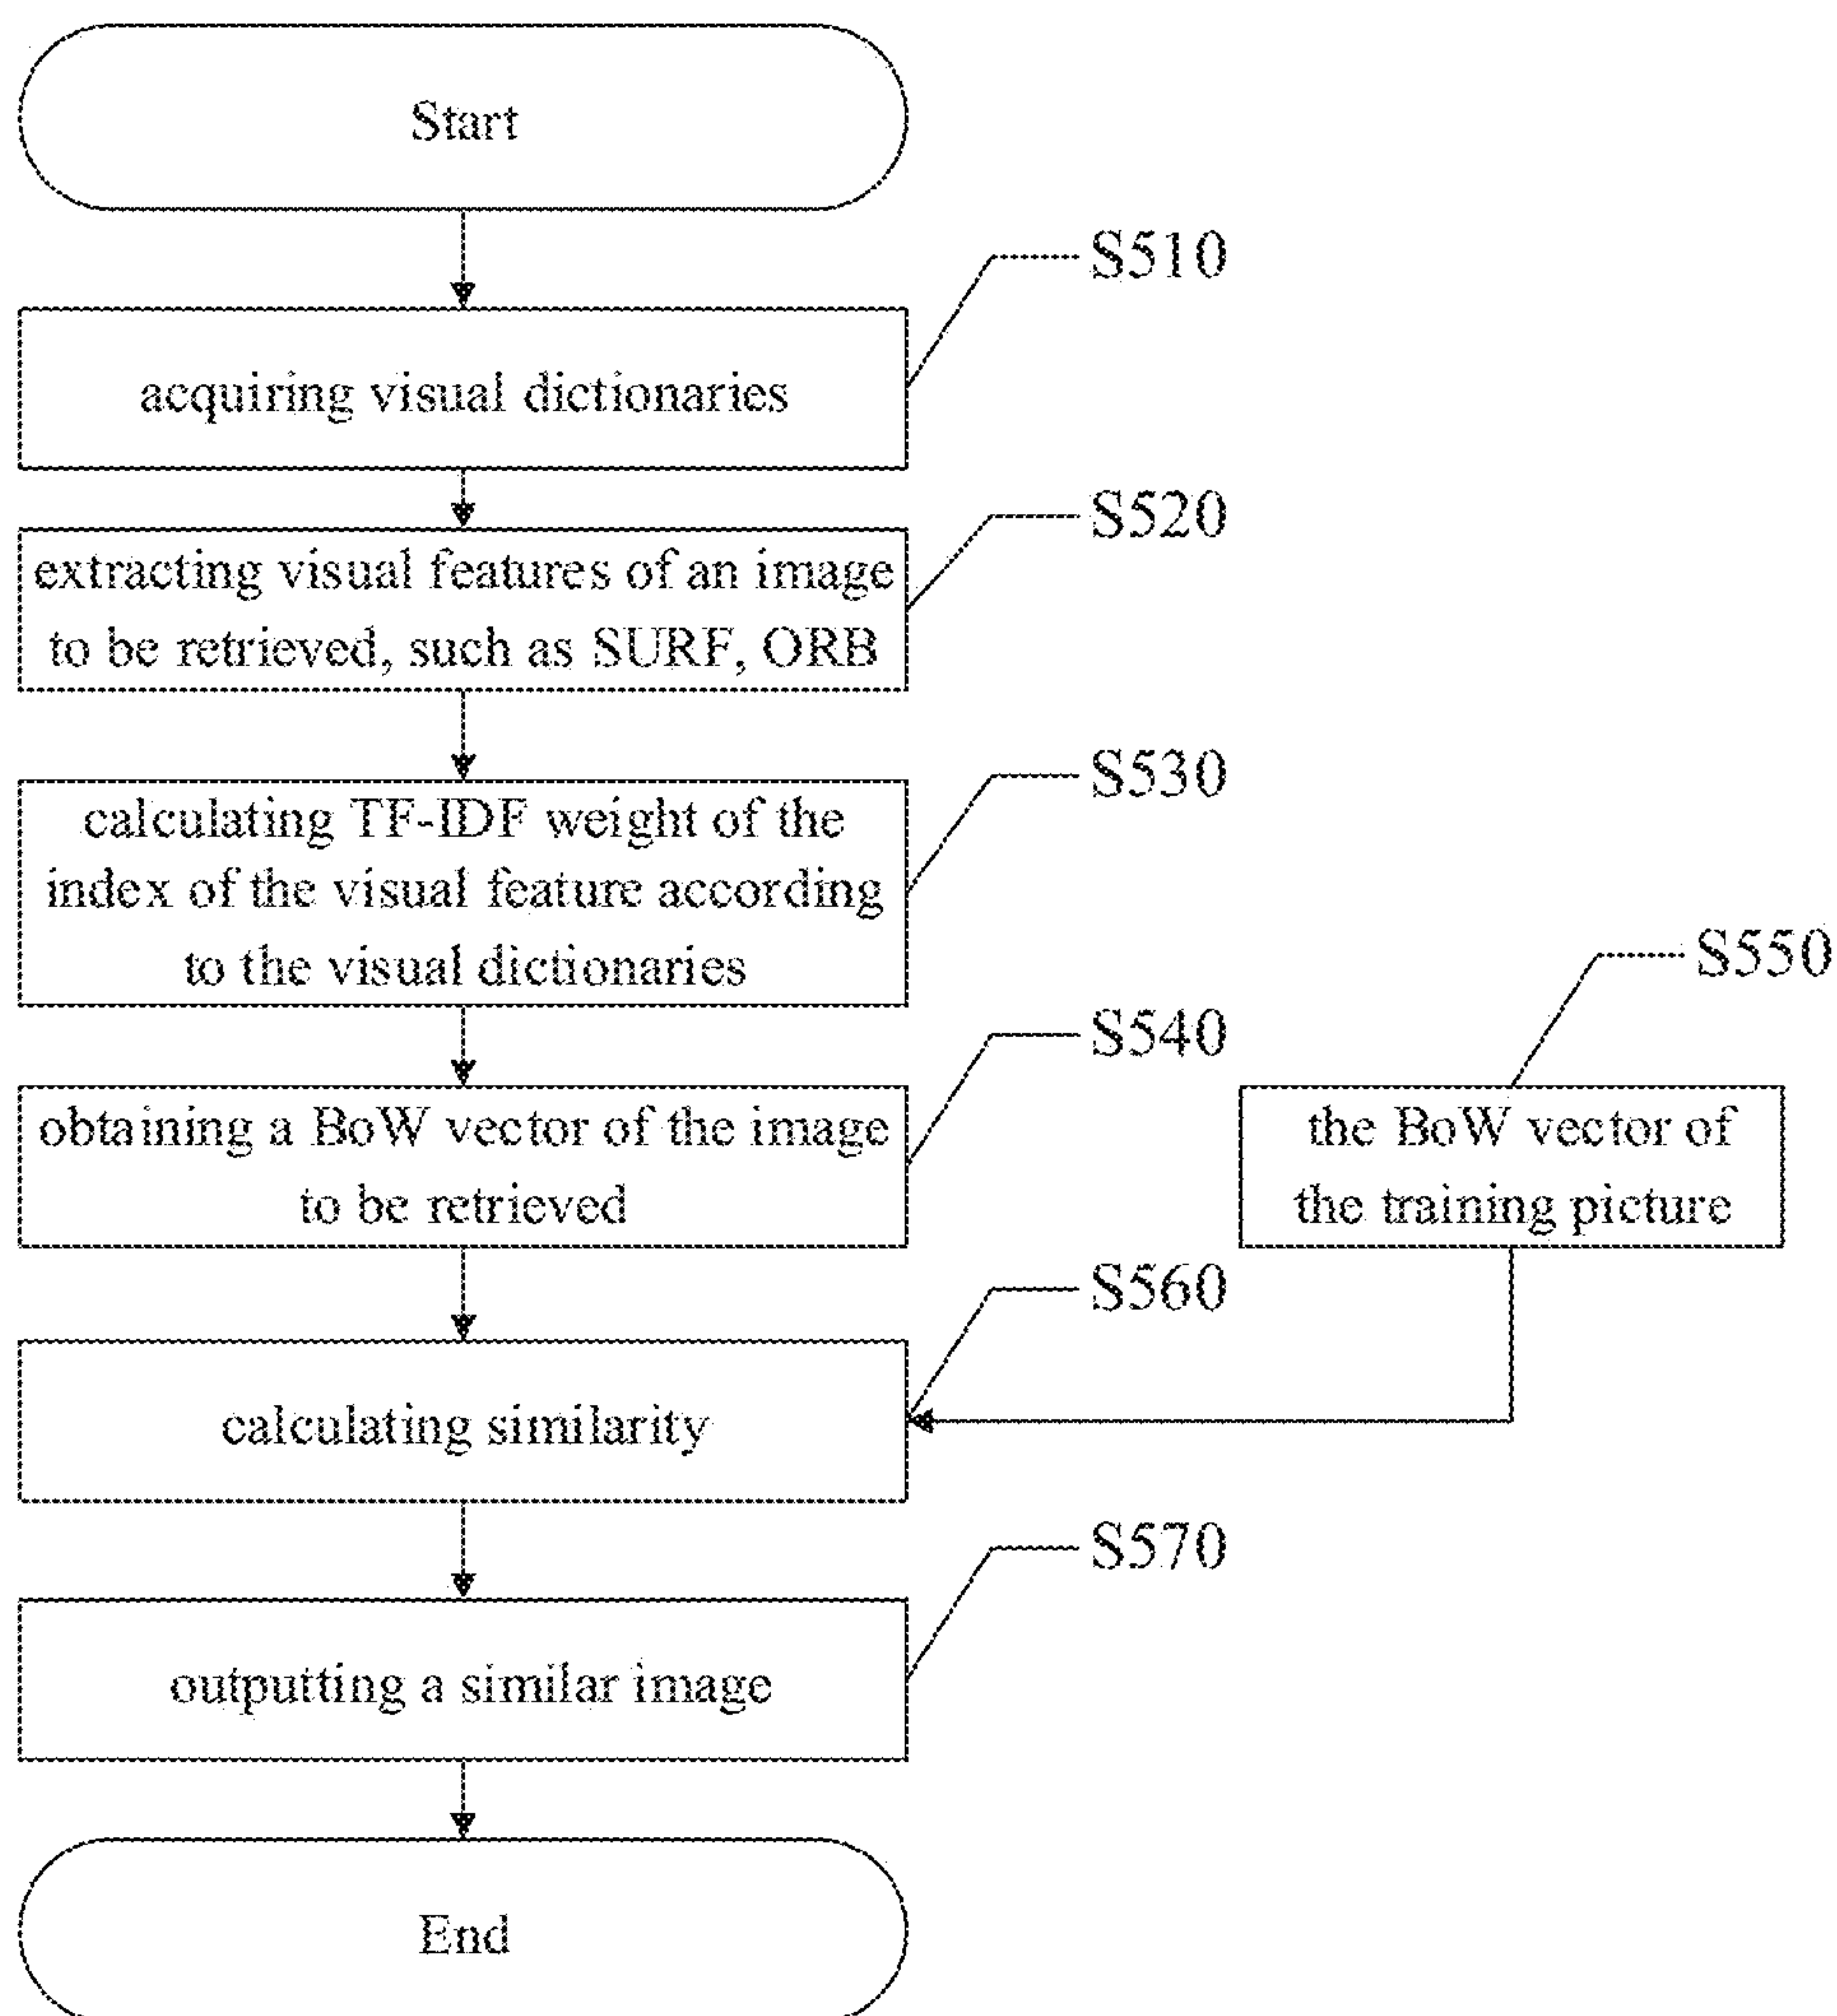 Start
S510
acquiring visual dictionaries
S520
extracting visual features of an image
to be retrieved, such as SURF, ORB
S530
calculating TF-IDF weight of the
index of the visual feature according
to the visual dictionaries
S540
obtaining a BoW vector of the image
to be retrieved
S550
the BoW vector of
the training picture
S560
calculating similarity
S570
outputting a similar image
End